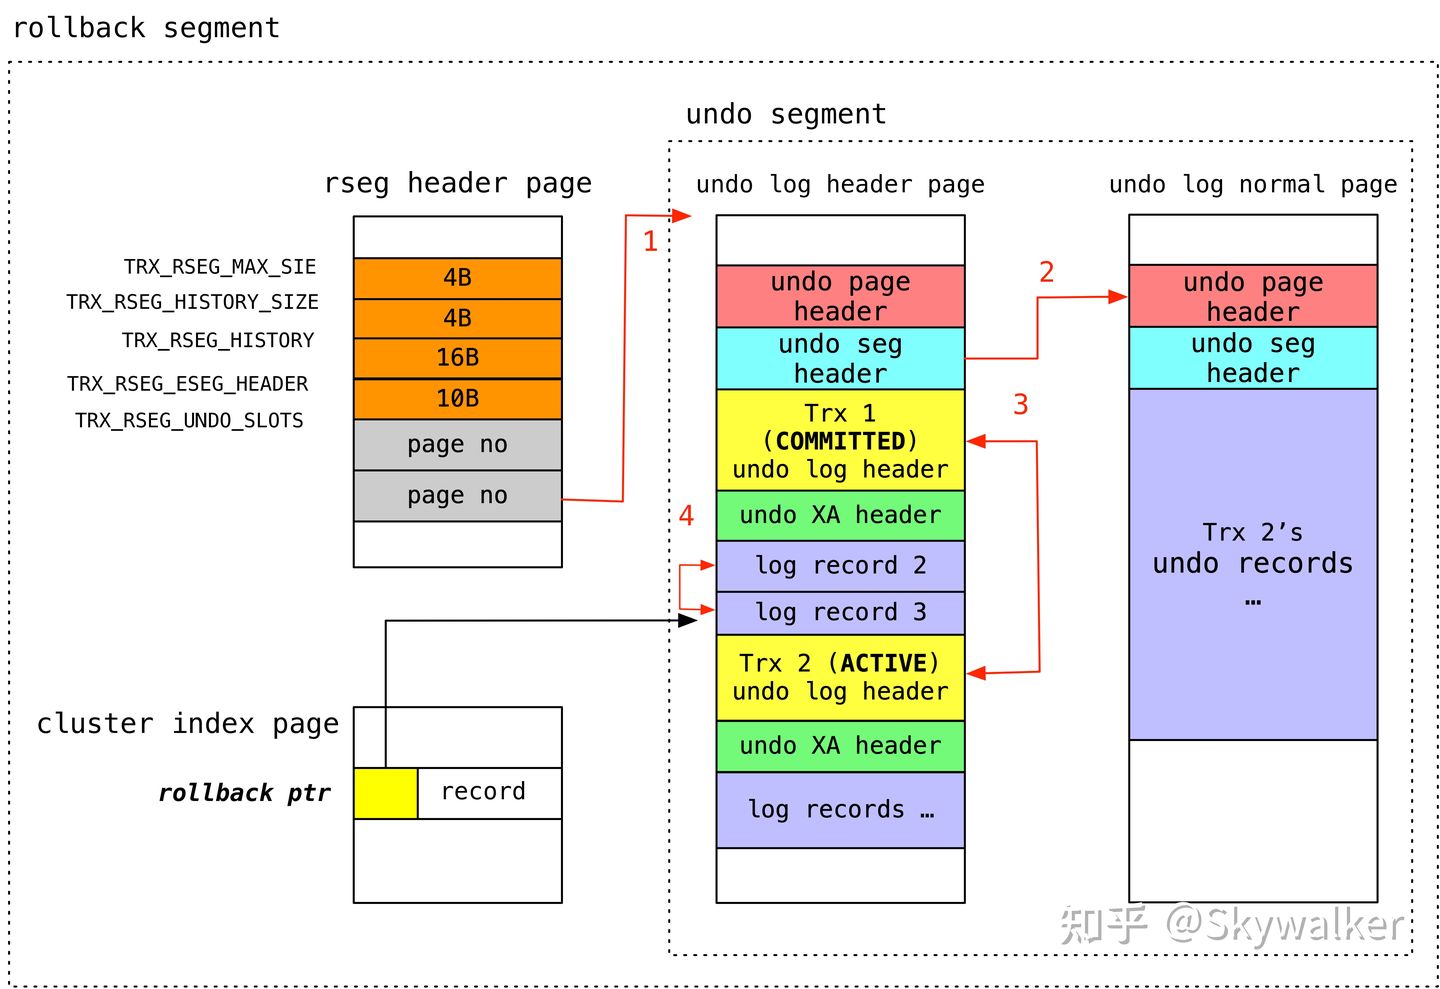 rollback segment
undo segment
rseg header page
undo log header page
undo log normal page
TRX_RSEG_MAX_SIE
4B
TRX_RSEG_HISTORY_SIZE
4B
TRX_RSEG_HISTORY
16B
TRX_RSEG_ESEG_HEADER
10B
TRX_RSEG_UNDO_SLOTS
page no
page no
1
undo page
header
undo seg
header
Trx 1
(COMMITTED)
undo log header
undo XA header
log record 2
log record 3
Trx 2 (ACTIVE)
undo log header
undo XA header
log records …
2
3
4
undo page
header
undo seg
header
Trx 2’s
undo records
…
cluster index page
rollback ptr
record
知乎 @Skywalker